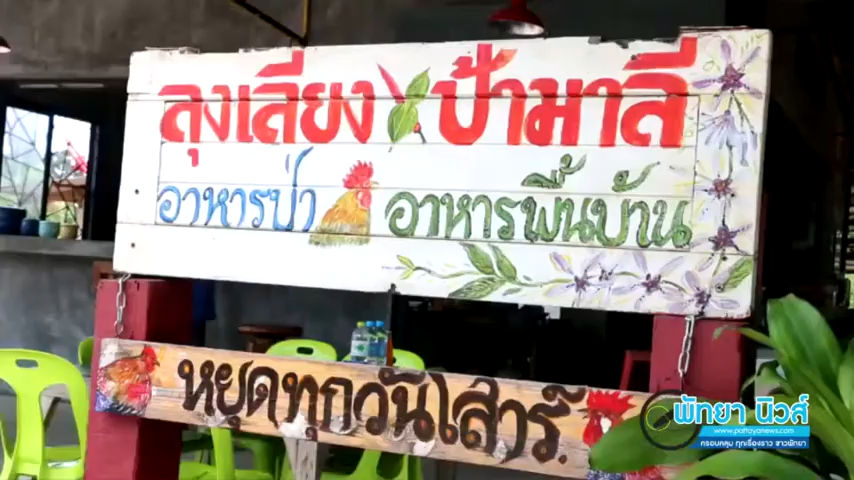 ลุงเลียง ป้ามาลี
อาหารป่า อาหารพื้นบ้าน
หยุดทุกวันเสาร์.
พัทยา นิวส์
www.pattayanews.com
ครอบคลุม ทุกเรื่องราว ชาวพัทยา